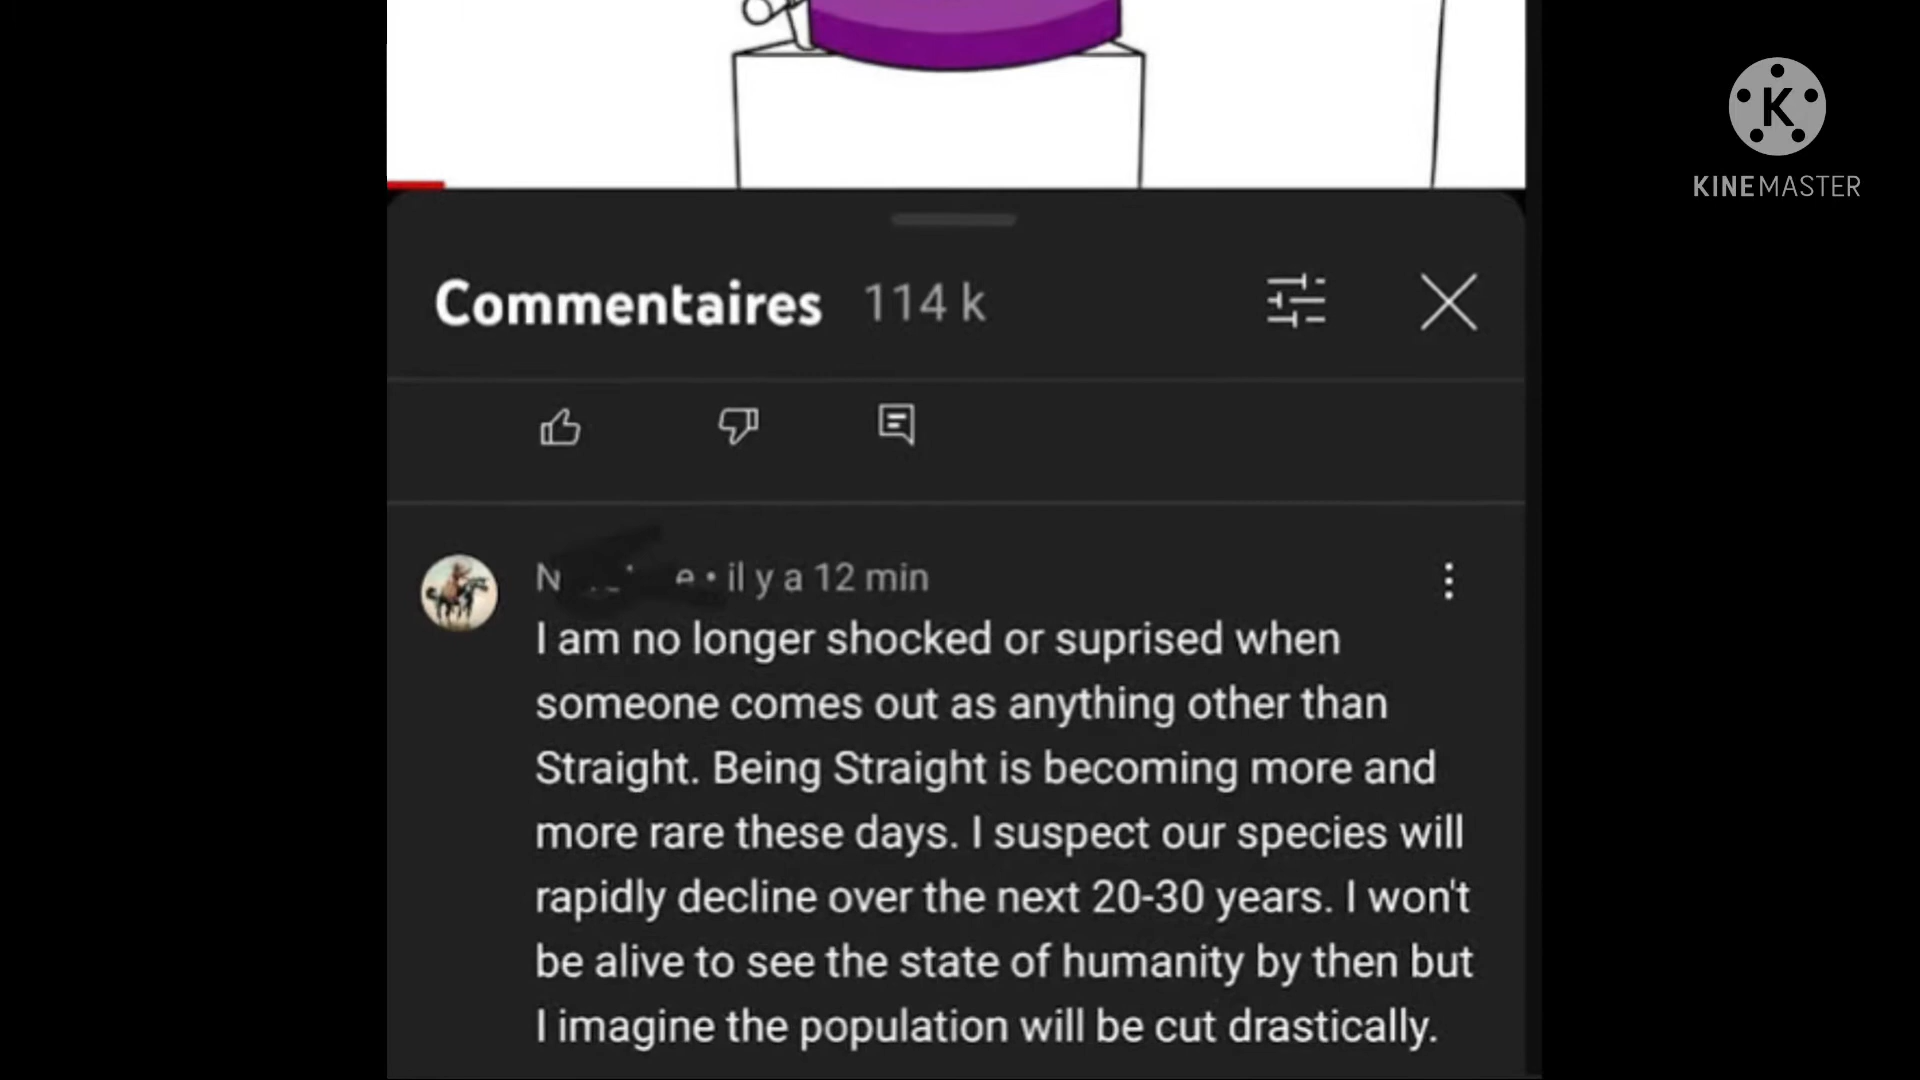 K
KINEMASTER
Commentaires 114 k
• il y a 12 min
I am no longer shocked or suprised when
someone comes out as anything other than
Straight. Being Straight is becoming more and
more rare these days. I suspect our species will
rapidly decline over the next 20-30 years. I won't
be alive to see the state of humanity by then but
I imagine the population will be cut drastically.